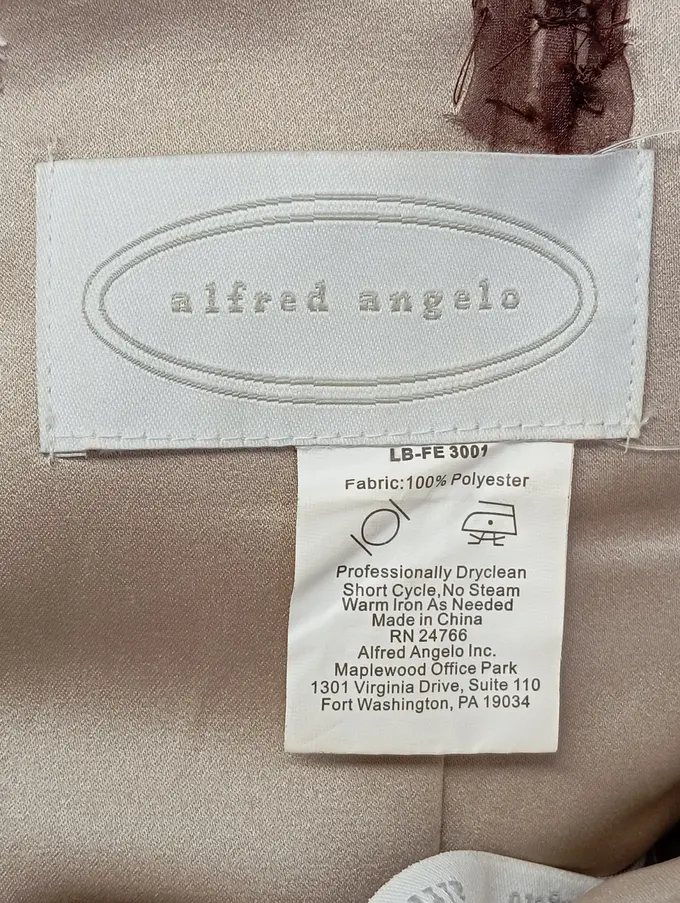 alfred angelo
LB-FE 3001
Fabric:100% Polyester
Professionally Dryclean
Short Cycle,No Steam
Warm Iron As Needed
Made in China
RN 24766
Alfred Angelo Inc.
Maplewood Office Park
1301 Virginia Drive, Suite 110
Fort Washington, PA 19034